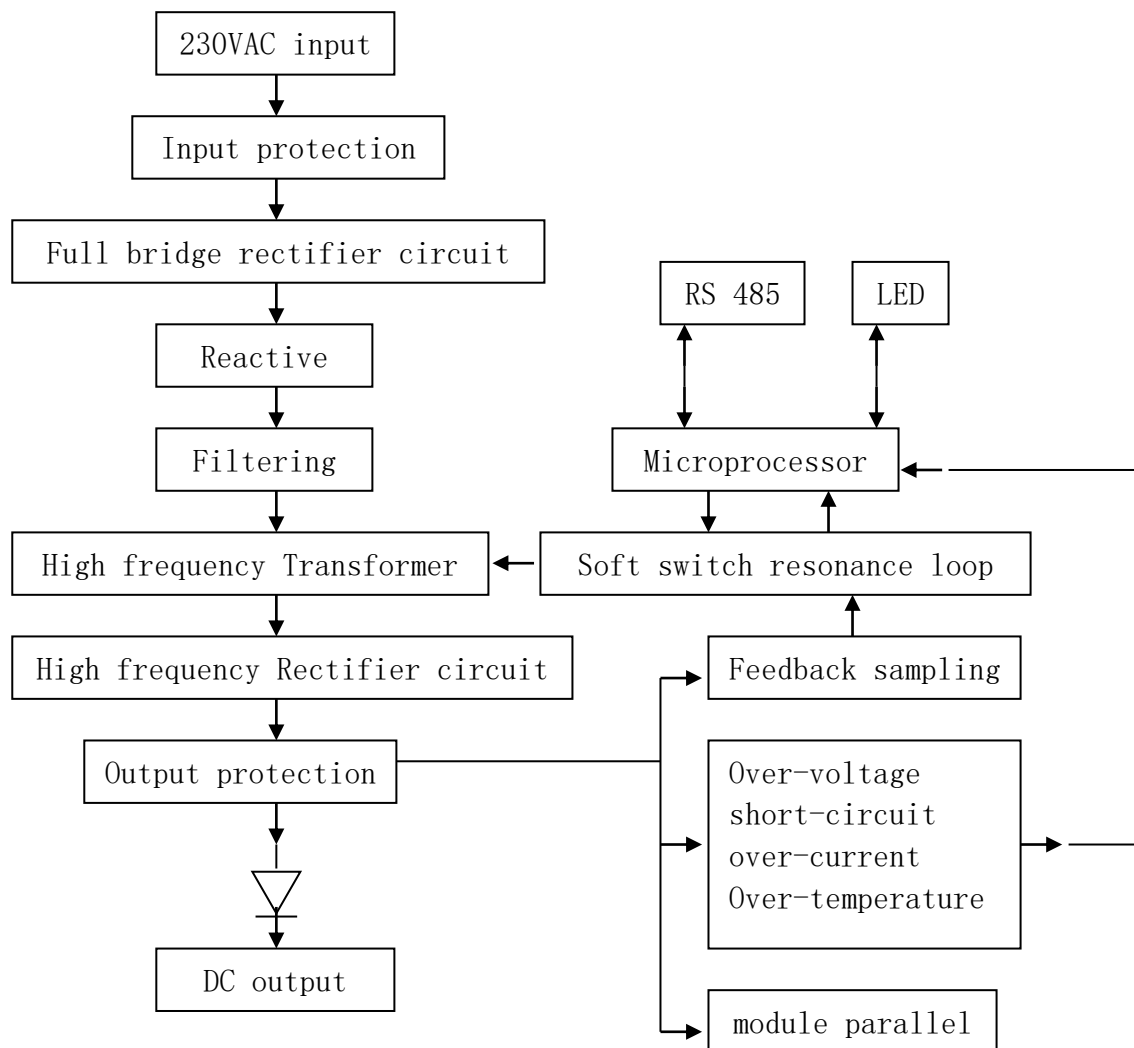 230VAC input
Input protection
Full bridge rectifier circuit
RS 485
LED
Reactive
Filtering
Microprocessor
High frequency Transformer
Soft switch resonance loop
High frequency Rectifier circuit
Feedback sampling
Output protection
Over-voltage
short-circuit
over-current
Over-temperature
DC output
module parallel